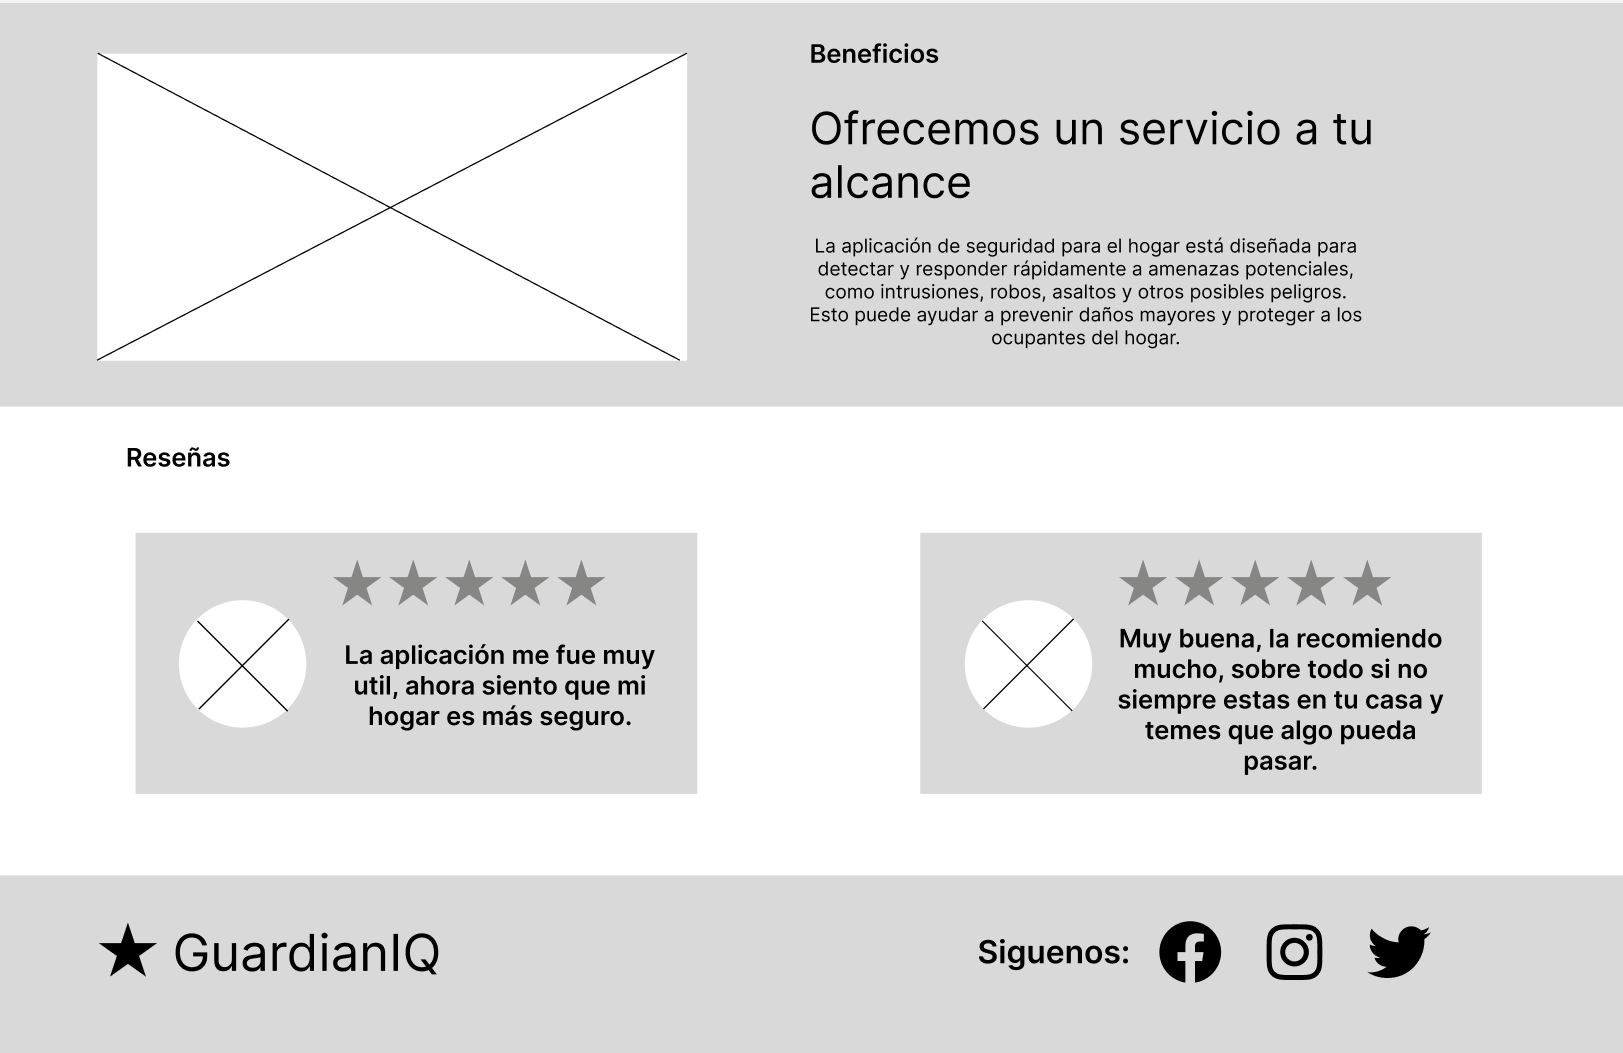 Beneficios
Ofrecemos un servicio a tu
alcance
La aplicación de seguridad para el hogar está diseñada para
detectar y responder rápidamente a amenazas potenciales,
como intrusiones, robos, asaltos y otros posibles peligros.
Esto puede ayudar a prevenir daños mayores y proteger a los
ocupantes del hogar.
Reseñas
La aplicación me fue muy
util, ahora siento que mi
hogar es más seguro.
Muy buena, la recomiendo
mucho, sobre todo si no
siempre estas en tu casa y
temes que algo pueda
pasar.
GuardianIQ
Siguenos: